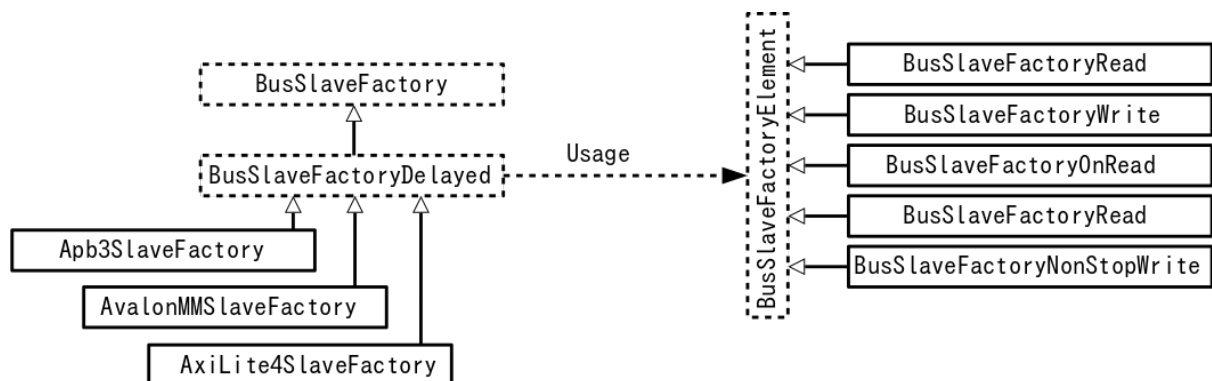 BusSlaveFactory
BusSlaveFactoryDelayed
Apb3SlaveFactory
AvalonMMSlaveFactory
AxiLite4SlaveFactory
Usage
BusSlaveFactoryElement
BusSlaveFactoryRead
BusSlaveFactoryWrite
BusSlaveFactoryOnRead
BusSlaveFactoryRead
BusSlaveFactoryNonStopWrite